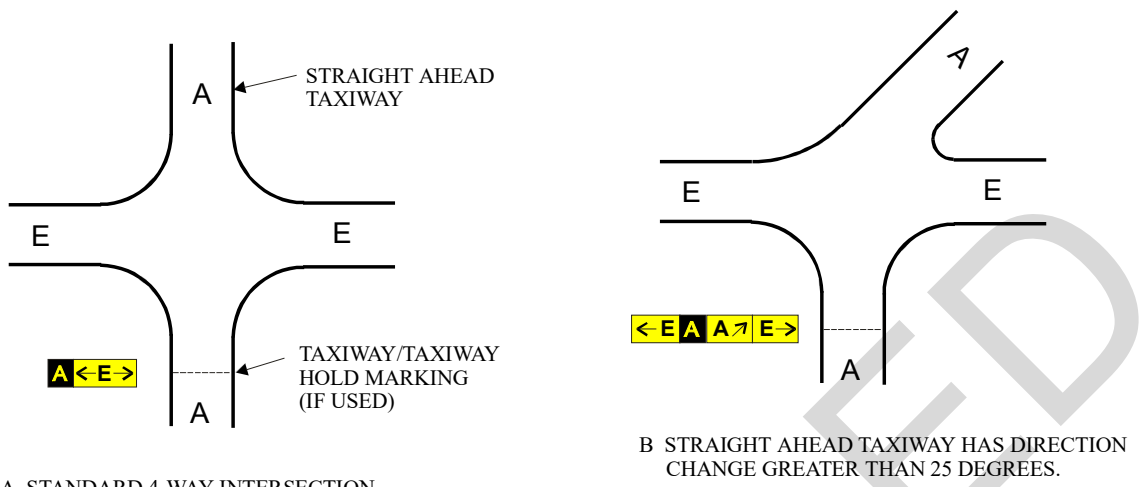 A
STRAIGHT AHEAD
TAXIWAY
E
E
A ←E→
TAXIWAY/TAXIWAY
HOLD MARKING
(IF USED)
A
A STANDARD 4-WAY INTERSECTION
A
E
E
←E A A↗ E→
A
B STRAIGHT AHEAD TAXIWAY HAS DIRECTION
CHANGE GREATER THAN 25 DEGREES.
ED